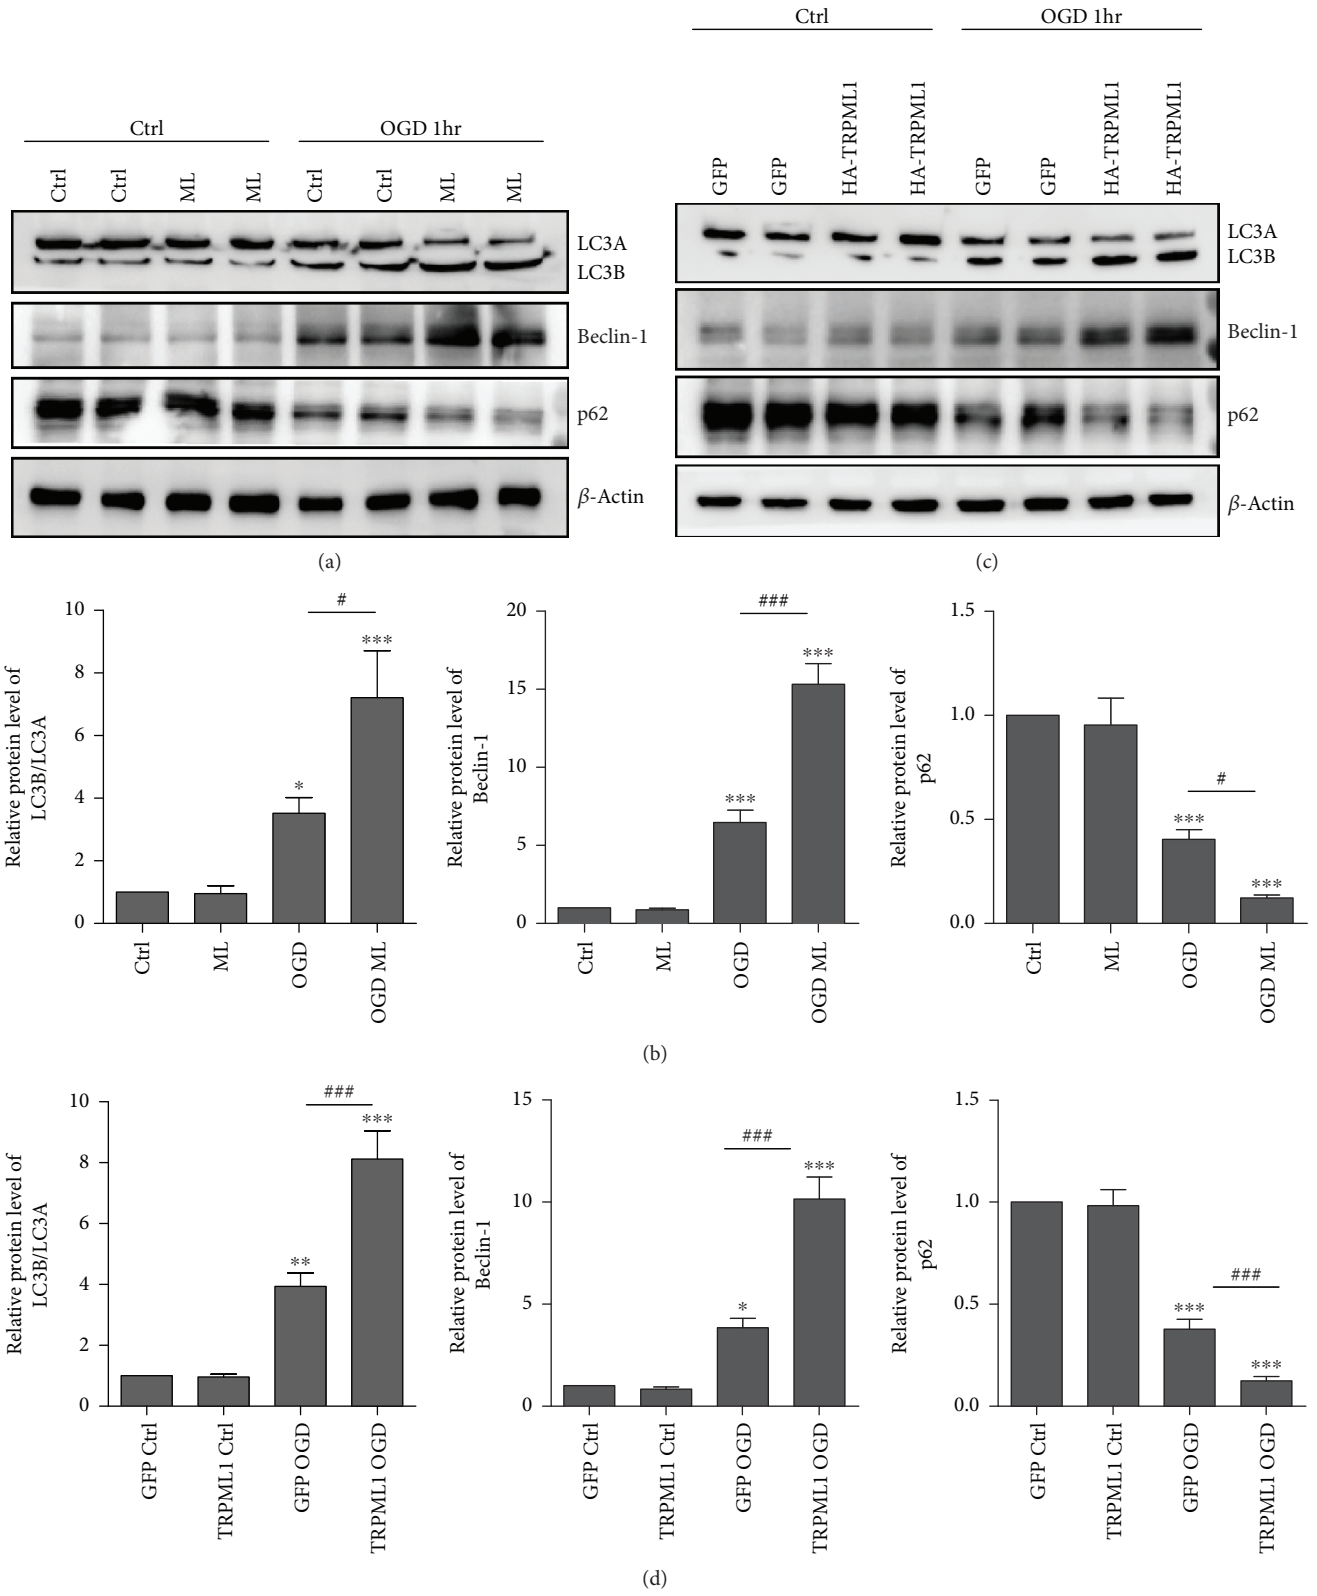 Ctrl
OGD 1hr
Ctrl
Ctrl
ML
ML
Ctrl
Ctrl
ML
ML
LC3A
LC3B
Beclin-1
p62
β-Actin
(a)
Ctrl
OGD 1hr
GFP
GFP
HA-TRPML1
HA-TRPML1
GFP
GFP
HA-TRPML1
HA-TRPML1
LC3A
LC3B
Beclin-1
p62
β-Actin
(c)
Relative protein level of
LC3B/LC3A
10
8
6
4
2
0
#
*
***
Ctrl
ML
OGD
OGD ML
Relative protein level of
Beclin-1
20
15
10
5
0
###
***
***
Ctrl
ML
OGD
OGD ML
Relative protein level of
p62
1.5
1.0
0.5
0.0
#
***
***
Ctrl
ML
OGD
OGD ML
(b)
Relative protein level of
LC3B/LC3A
10
8
6
4
2
0
###
**
***
GFP Ctrl
TRPML1 Ctrl
GFP OGD
TRPML1 OGD
Relative protein level of
Beclin-1
15
10
5
0
###
*
***
GFP Ctrl
TRPML1 Ctrl
GFP OGD
TRPML1 OGD
Relative protein level of
p62
1.5
1.0
0.5
0.0
###
***
***
GFP Ctrl
TRPML1 Ctrl
GFP OGD
TRPML1 OGD
(d)